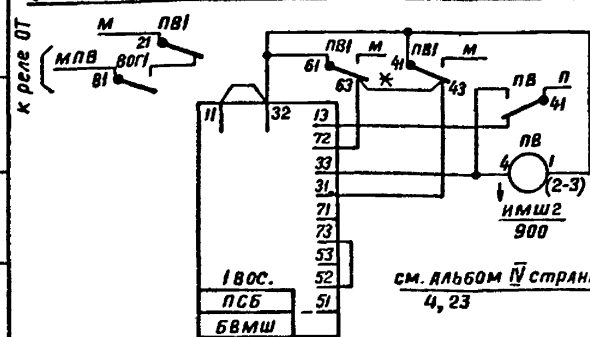 к реле ОТ
М ПВ1
21
МПВ ВОГ1
81
ПВ1 М ПВ1 М
61 41
63 * 43
ПВ П
41
11 32
13
72
33
31
71
73
53
52
51
ПВ
4 1
(2-3)
ИМШ2
900
1 ВОС.
ПСБ
БВМШ
СМ. АЛЬБОМ IV СТРАН
4, 23